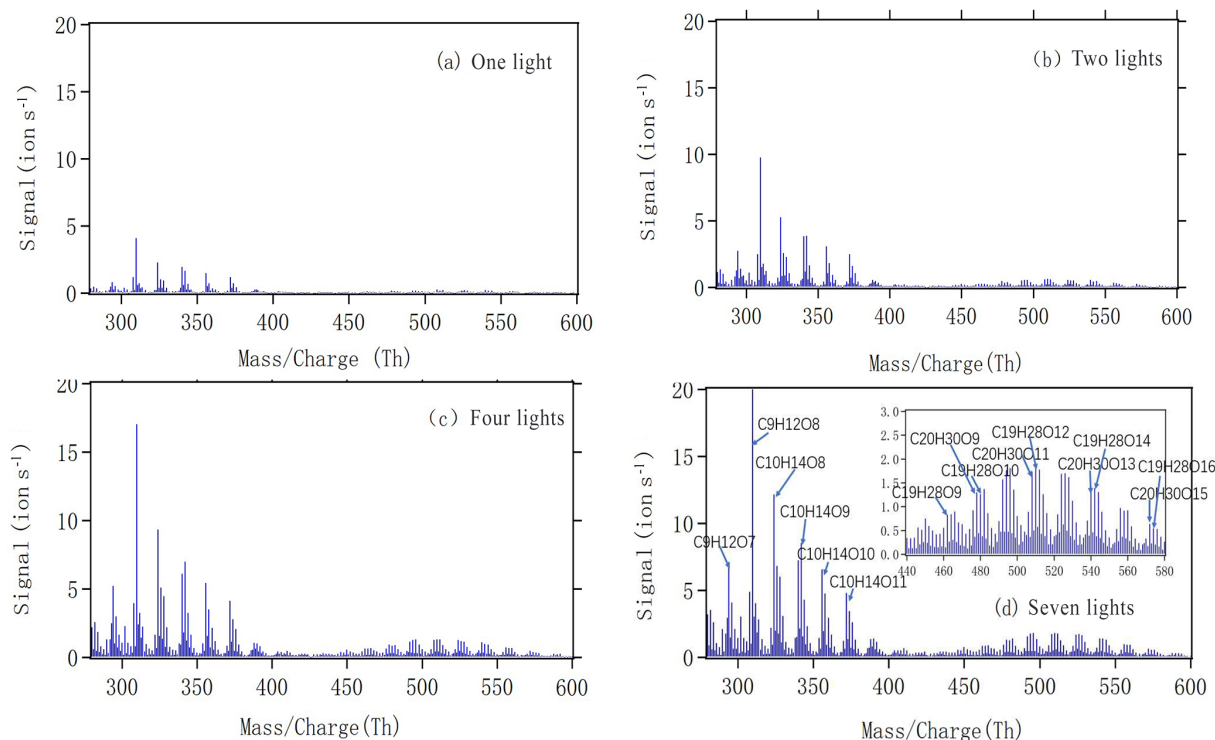 (a) One light
20
15
10
5
0
Signal(ion s⁻¹)
300 350 400 450 500 550 600
Mass/Charge (Th)
(b) Two lights
20
15
10
5
0
Signal(ion s⁻¹)
300 350 400 450 500 550 600
Mass/Charge(Th)
(c) Four lights
20
15
10
5
0
Signal(ion s⁻¹)
300 350 400 450 500 550 600
Mass/Charge(Th)
20
15
10
5
0
Signal(ion s⁻¹)
C9H12O8
C10H14O8
C10H14O9
C9H12O7
C10H14O10
C10H14O11
3.0
2.5
2.0
1.5
1.0
0.5
0.0
C19H28O12
C20H30O9
C19H28O14
C20H30O11
C19H28O10
C20H30O13
C19H28O16
C19H28O9
C20H30O15
440 460 480 500 520 540 560 580
(d) Seven lights
300 350 400 450 500 550 600
Mass/Charge(Th)